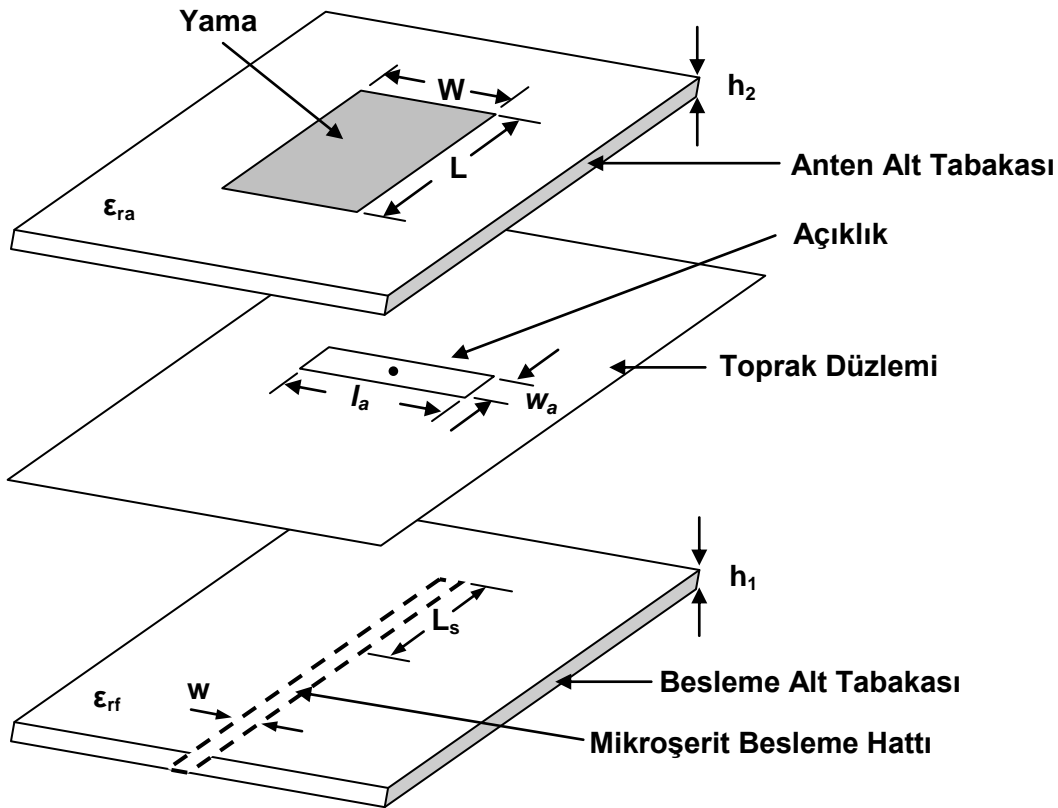 Yama
W
h₂
L
Anten Alt Tabakası
εra
Açıklık
Toprak Düzlemi
la
wa
h₁
Ls
Besleme Alt Tabakası
w
εrf
Mikroşerit Besleme Hattı